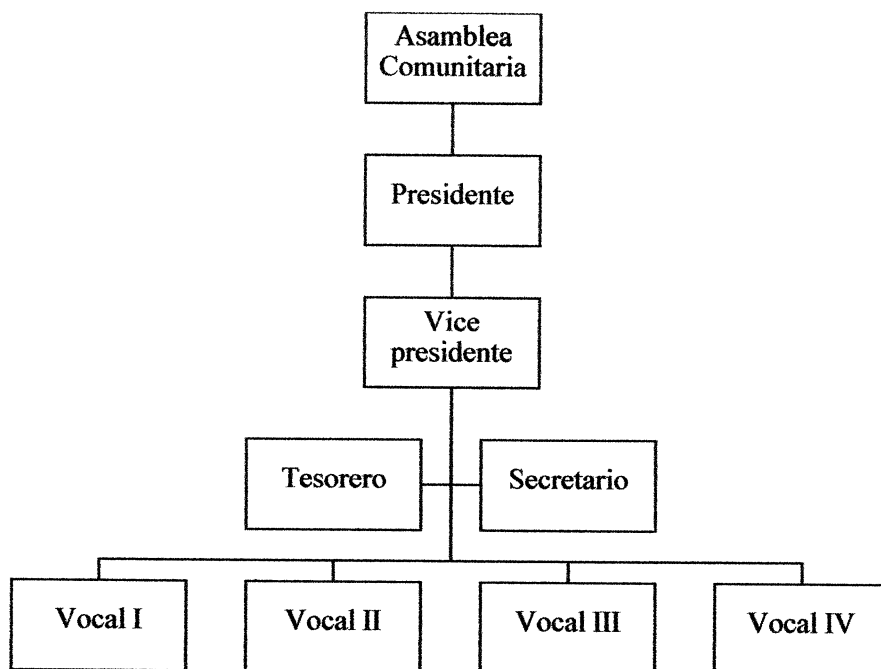 Asamblea
Comunitaria
Presidente
Vice
presidente
Tesorero
Secretario
Vocal I
Vocal II
Vocal III
Vocal IV